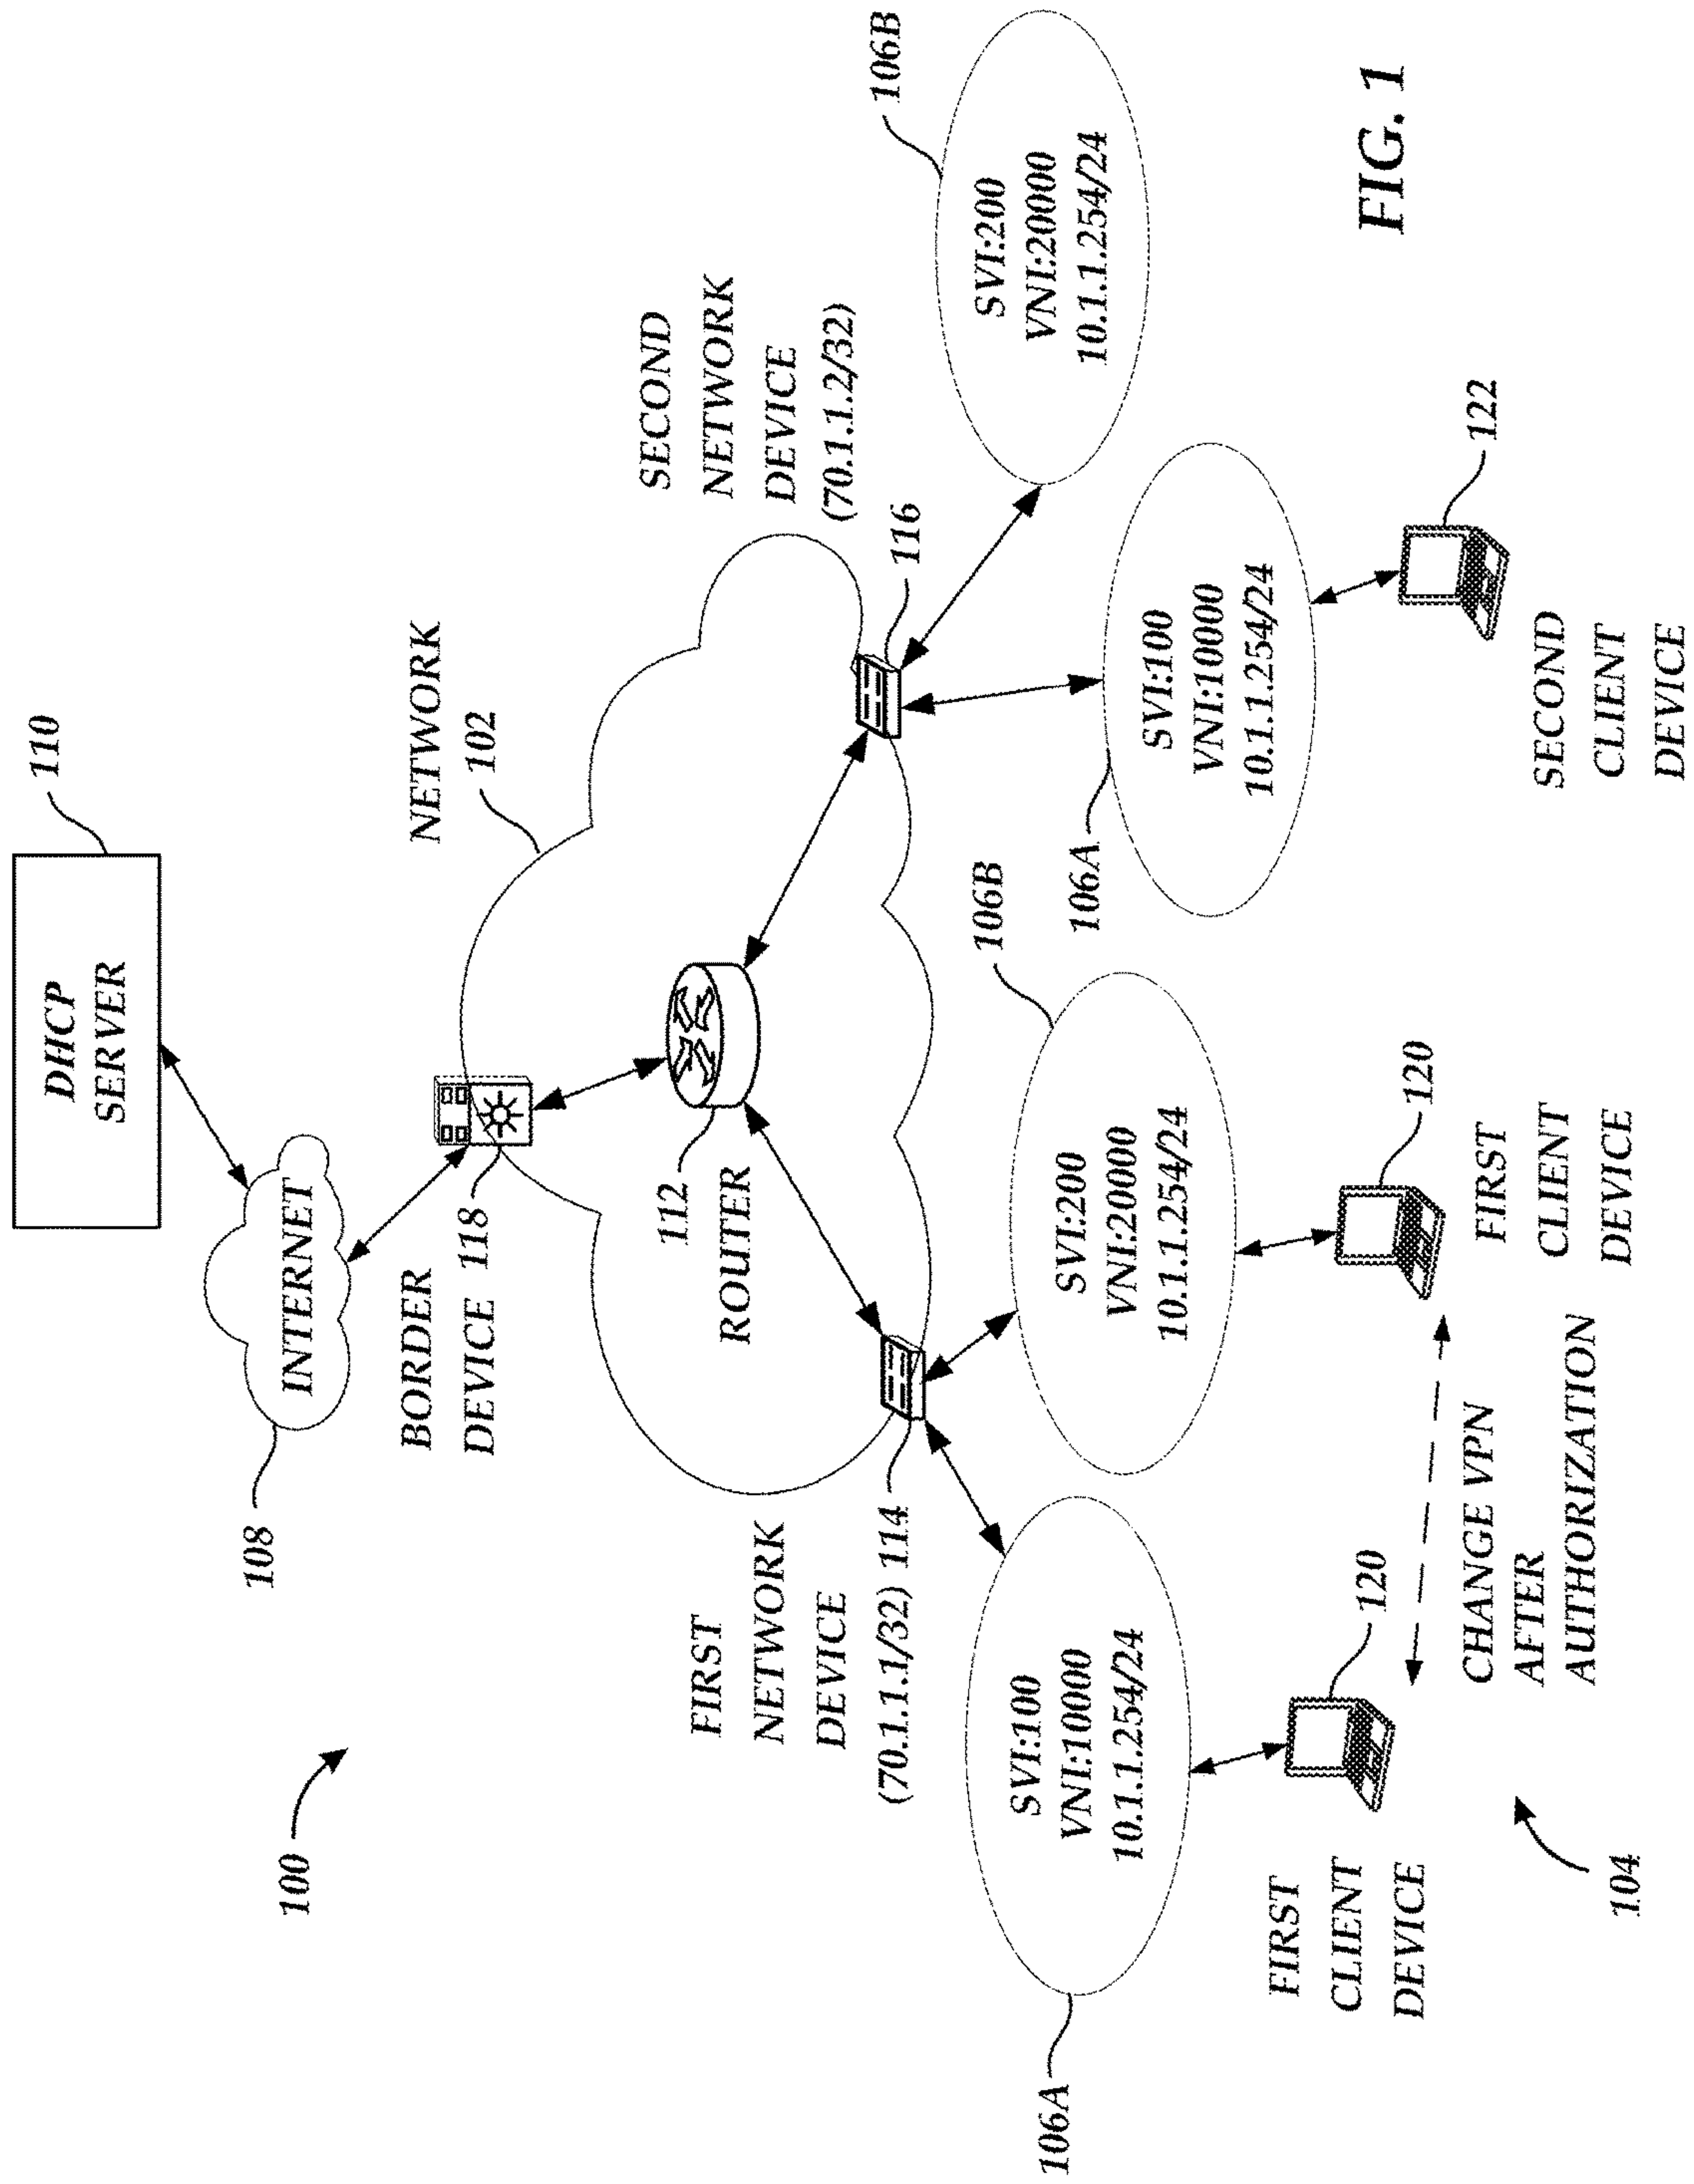 100
DHCP
SERVER
110
108
INTERNET
BORDER
DEVICE 118
NETWORK
102
112
ROUTER
FIRST
NETWORK
DEVICE
(70.1.1.1/32) 114
SECOND
NETWORK
DEVICE
(70.1.1.2/32)
116
106A
SVI:100
VNI:10000
10.1.1.254/24
106B
SVI:200
VNI:20000
10.1.1.254/24
106A
SVI:100
VNI:10000
10.1.1.254/24
106B
SVI:200
VNI:20000
10.1.1.254/24
FIRST
CLIENT
DEVICE
120
CHANGE VPN
AFTER
AUTHORIZATION
120
FIRST
CLIENT
DEVICE
122
SECOND
CLIENT
DEVICE
104
FIG. 1